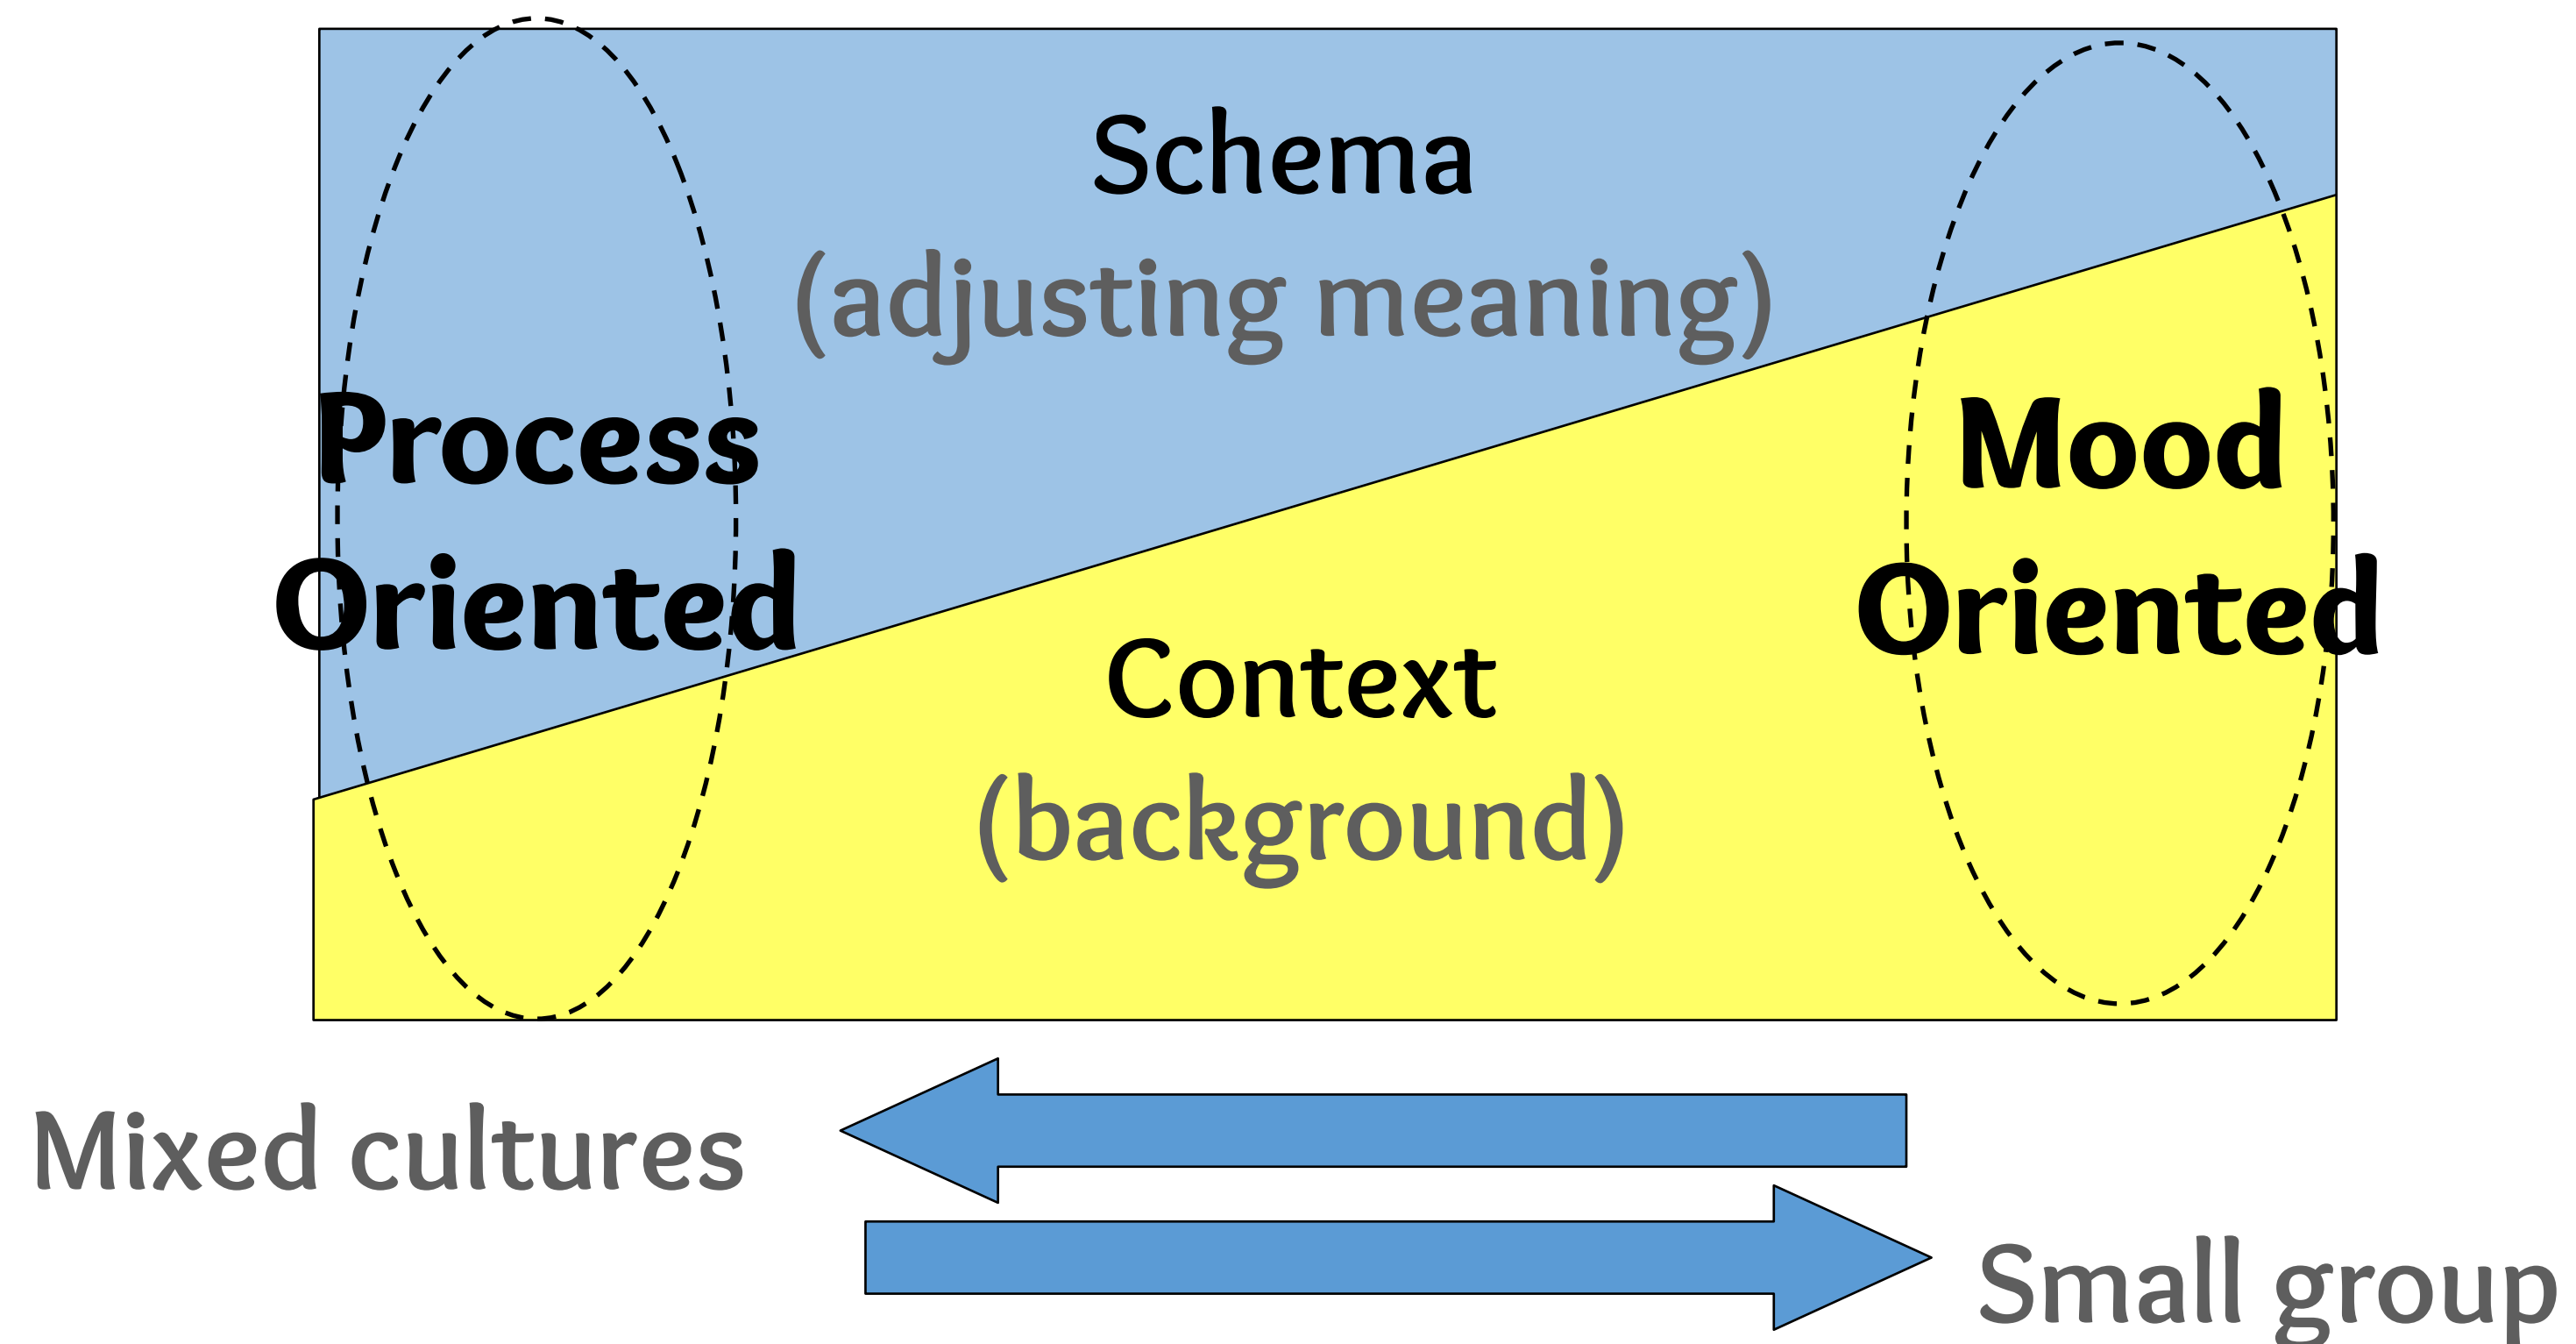 Schema
(adjusting meaning)
Process
Oriented
Mood
Oriented
Context
(background)
Mixed cultures
Small group